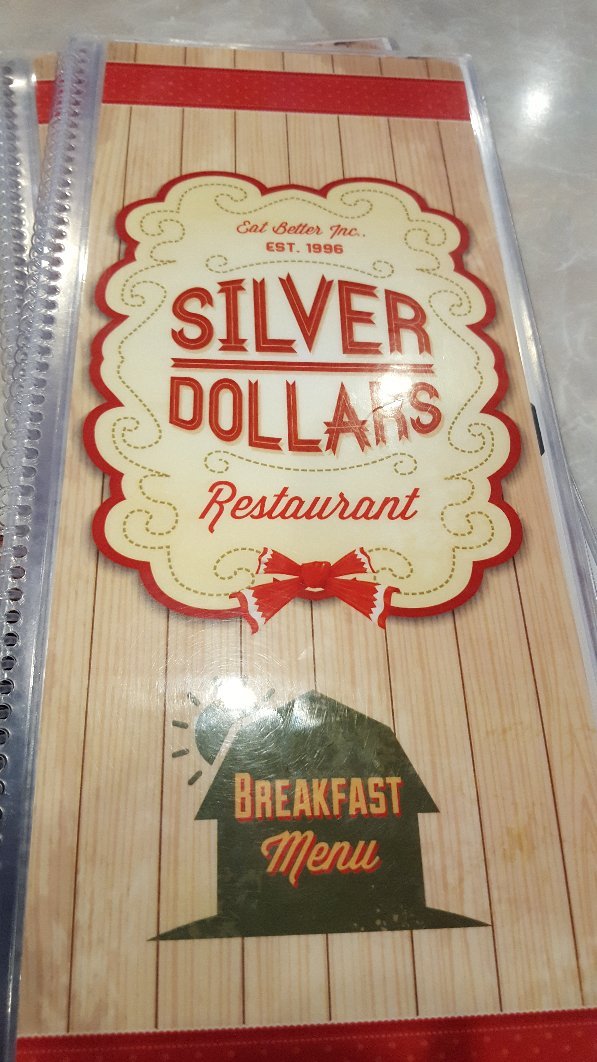 Eat Better Inc.,
EST. 1996
SILVER
DOLLARS
Restaurant
BREAKFAST
Menu